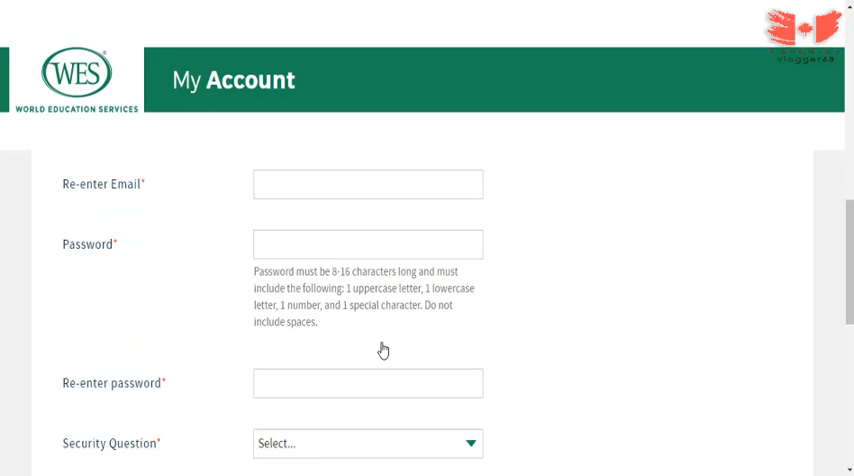 WES
WORLD EDUCATION SERVICES
My Account
vlogger88
Re-enter Email*
Password*
Password must be 8-16 characters long and must
include the following: 1 uppercase letter, 1 lowercase
letter, 1 number, and 1 special character. Do not
include spaces.
Re-enter password*
Security Question*
Select...